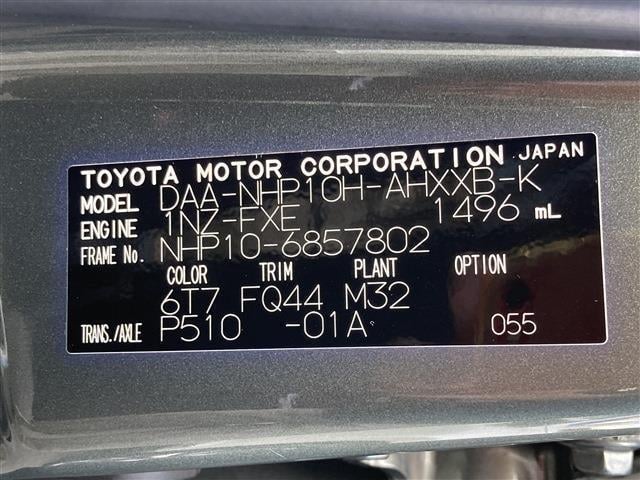 TOYOTA MOTOR CORPORATION JAPAN
MODEL DAA-NHP10H-AHXXB-K
ENGINE 1NZ-FXE 1496 mL
FRAME No. NHP10-6857802
COLOR TRIM PLANT OPTION
6T7 FQ44 M32
TRANS./AXLE P510 -01A 055